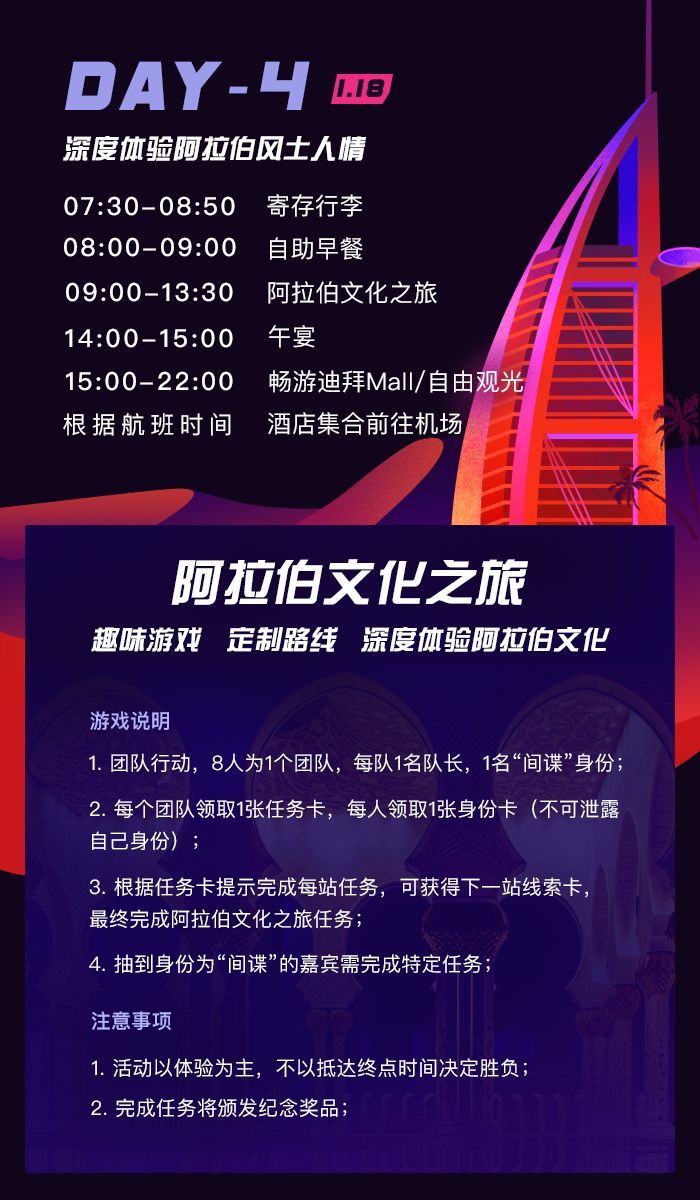 DAY-4 1.18
深度体验阿拉伯风土人情
07:30–08:50 寄存行李
08:00–09:00 自助早餐
09:00–13:30 阿拉伯文化之旅
14:00–15:00 午宴
15:00–22:00 畅游迪拜Mall/自由观光
根据航班时间 酒店集合前往机场
阿拉伯文化之旅
趣味游戏 定制路线 深度体验阿拉伯文化
游戏说明
1. 团队行动，8人为1个团队，每队1名队长，1名“间谍”身份；
2. 每个团队领取1张任务卡，每人领取1张身份卡（不可泄露
自己身份）；
3. 根据任务卡提示完成每站任务，可获得下一站线索卡，
最终完成阿拉伯文化之旅任务；
4. 抽到身份为“间谍”的嘉宾需完成特定任务；
注意事项
1. 活动以体验为主，不以抵达终点时间决定胜负；
2. 完成任务将颁发纪念奖品；